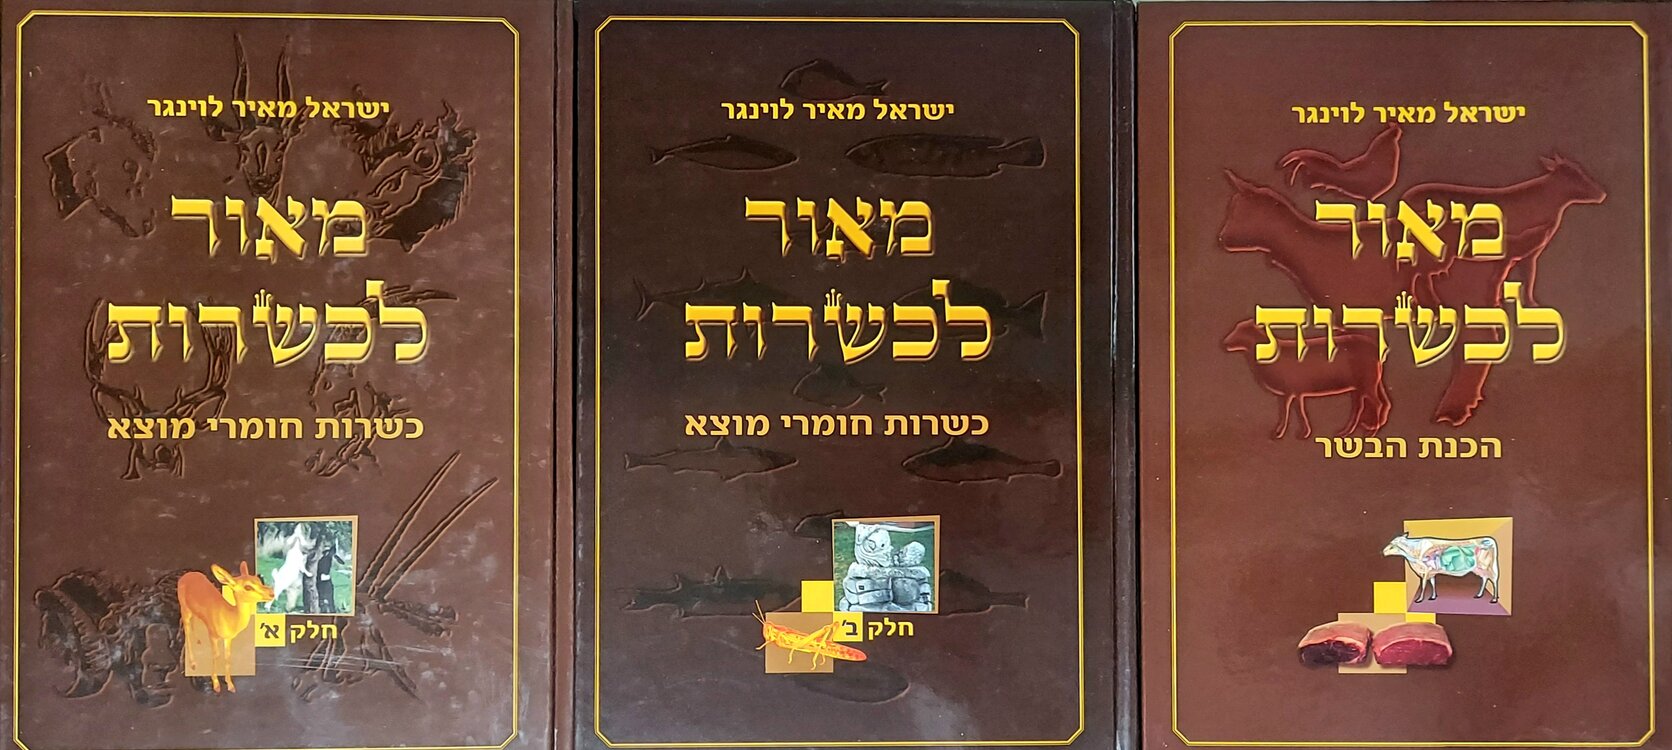 ישראל מאיר לוינגר
מאור
לכשרות
כשרות חומרי מוצא
חלק א'
ישראל מאיר לוינגר
מאור
לכשרות
כשרות חומרי מוצא
חלק ב'
ישראל מאיר לוינגר
מאור
לכשרות
הכנת הבשר